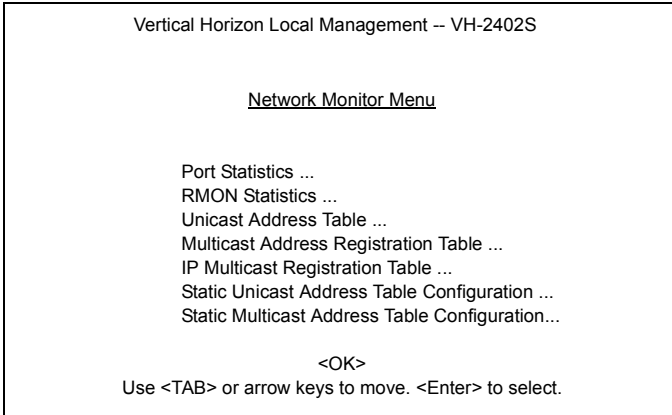 Vertical Horizon Local Management -- VH-2402S
Network Monitor Menu
Port Statistics ...
RMON Statistics ...
Unicast Address Table ...
Multicast Address Registration Table ...
IP Multicast Registration Table ...
Static Unicast Address Table Configuration ...
Static Multicast Address Table Configuration...
<OK>
Use <TAB> or arrow keys to move. <Enter> to select.